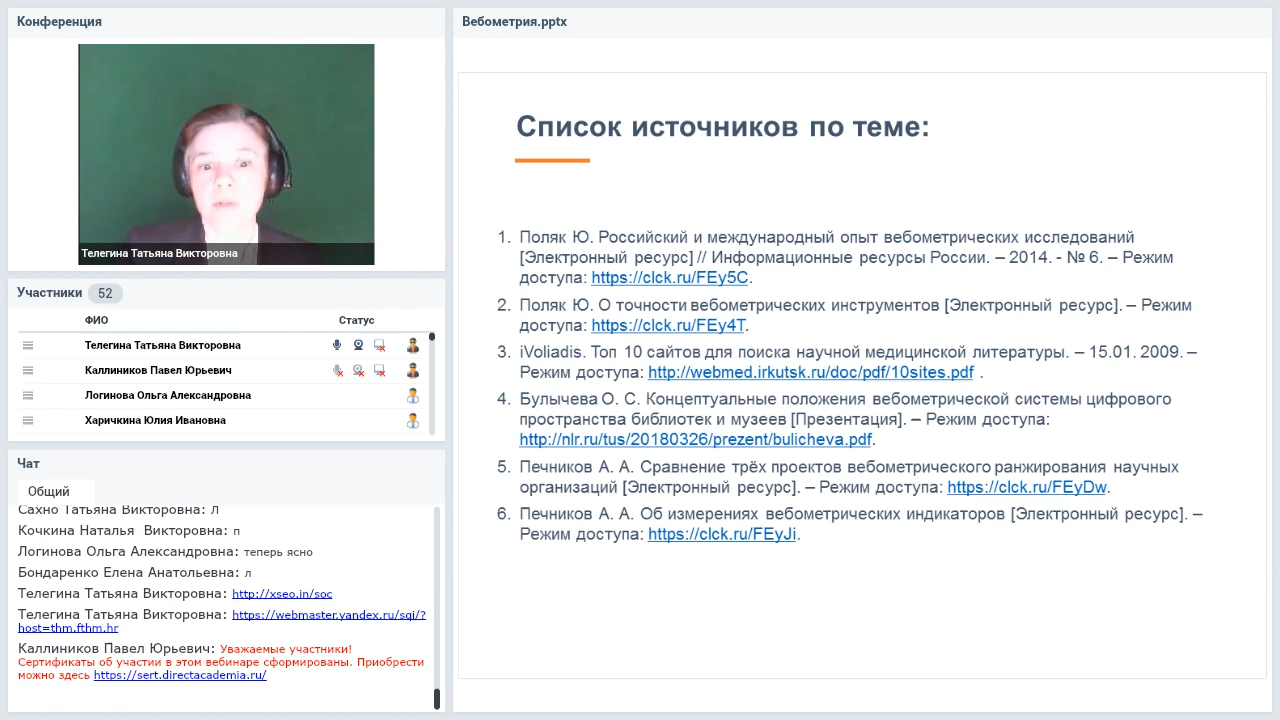 Конференция
Телегина Татьяна Викторовна
Участники 52
ФИО Статус
Телегина Татьяна Викторовна
Каллиников Павел Юрьевич
Логинова Ольга Александровна
Харичкина Юлия Ивановна
Чат
Общий
Сахно Татьяна Викторовна: Л
Кочкина Наталья Викторовна: п
Логинова Ольга Александровна: теперь ясно
Бондаренко Елена Анатольевна: л
Телегина Татьяна Викторовна: http://xseo.in/soc
Телегина Татьяна Викторовна: https://webmaster.yandex.ru/sqi/?
host=thm.fthm.hr
Каллиников Павел Юрьевич: Уважаемые участники!
Сертификаты об участии в этом вебинаре сформированы. Приобрести
можно здесь https://sert.directacademia.ru/
Вебометрия.pptx
Список источников по теме:
1. Поляк Ю. Российский и международный опыт вебометрических исследований
[Электронный ресурс] // Информационные ресурсы России. – 2014. - № 6. – Режим
доступа: https://clck.ru/FEy5C.
2. Поляк Ю. О точности вебометрических инструментов [Электронный ресурс]. – Режим
доступа: https://clck.ru/FEy4T.
3. iVoliadis. Топ 10 сайтов для поиска научной медицинской литературы. – 15.01. 2009. –
Режим доступа: http://webmed.irkutsk.ru/doc/pdf/10sites.pdf .
4. Булычева О. С. Концептуальные положения вебометрической системы цифрового
пространства библиотек и музеев [Презентация]. – Режим доступа:
http://nlr.ru/tus/20180326/prezent/bulicheva.pdf.
5. Печников А. А. Сравнение трёх проектов вебометрического ранжирования научных
организаций [Электронный ресурс]. – Режим доступа: https://clck.ru/FEyDw.
6. Печников А. А. Об измерениях вебометрических индикаторов [Электронный ресурс]. –
Режим доступа: https://clck.ru/FEyJi.